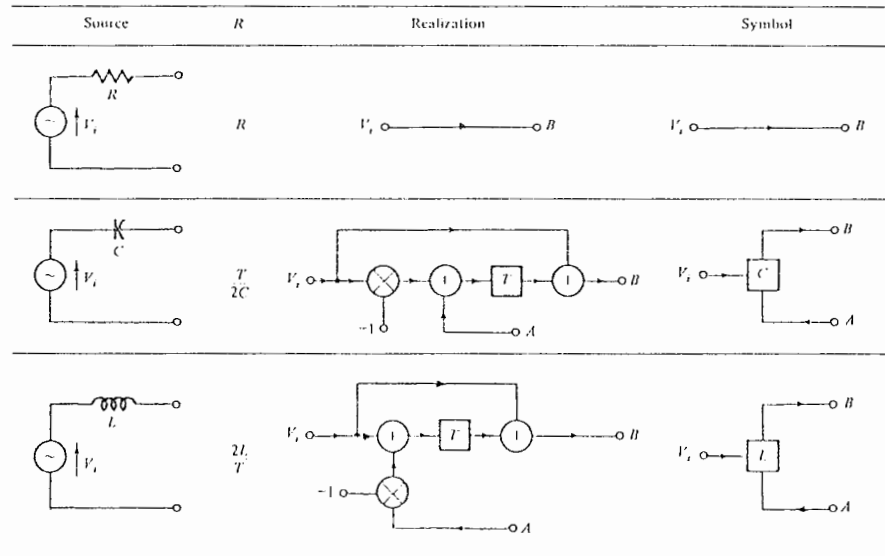 Source R Realization Symbol
R
~ V_i R V_i B V_i B
C B
~ V_i T/2C V_i × + T + B V_i C
-1 A A
L B
~ V_i 2L/T V_i + T + B V_i L
-1 × A A